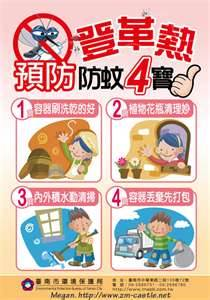 登革熱
預防
防蚊4寶
1 容器刷洗乾的好
2 植物花瓶清理妙
3 內外積水勤清掃
4 容器丟棄先打包
臺南市環境保護局
Megan. http://www.zm-castle.net